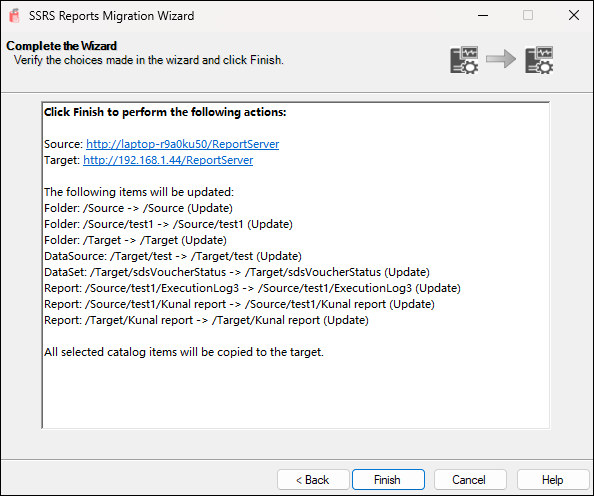 SSRS Reports Migration Wizard
Complete the Wizard
Verify the choices made in the wizard and click Finish.
Click Finish to perform the following actions:
Source: http://laptop-r9a0ku50/ReportServer
Target: http://192.168.1.44/ReportServer
The following items will be updated:
Folder: /Source -> /Source (Update)
Folder: /Source/test1 -> /Source/test1 (Update)
Folder: /Target -> /Target (Update)
DataSource: /Target/test -> /Target/test (Update)
DataSet: /Target/sdsVoucherStatus -> /Target/sdsVoucherStatus (Update)
Report: /Source/test1/ExecutionLog3 -> /Source/test1/ExecutionLog3 (Update)
Report: /Source/test1/Kunal report -> /Source/test1/Kunal report (Update)
Report: /Target/Kunal report -> /Target/Kunal report (Update)
All selected catalog items will be copied to the target.
< Back Finish Cancel Help